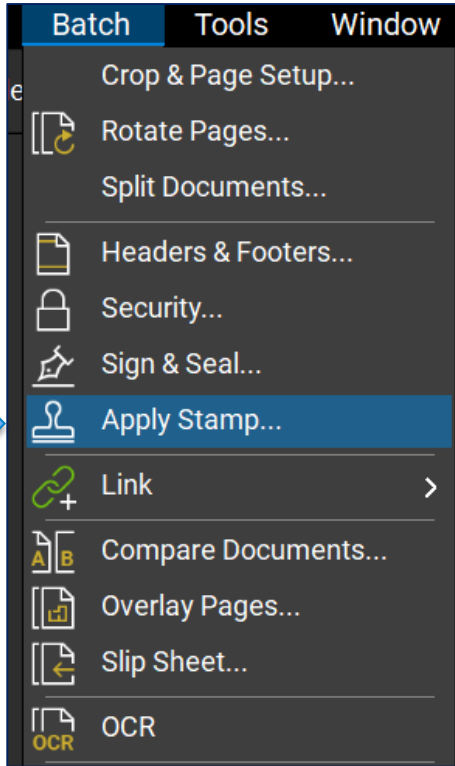 Batch Tools Window
e
Crop & Page Setup...
Rotate Pages...
Split Documents...
Headers & Footers...
Security...
Sign & Seal...
Apply Stamp...
Link
A B Compare Documents...
Overlay Pages...
Slip Sheet...
OCR OCR